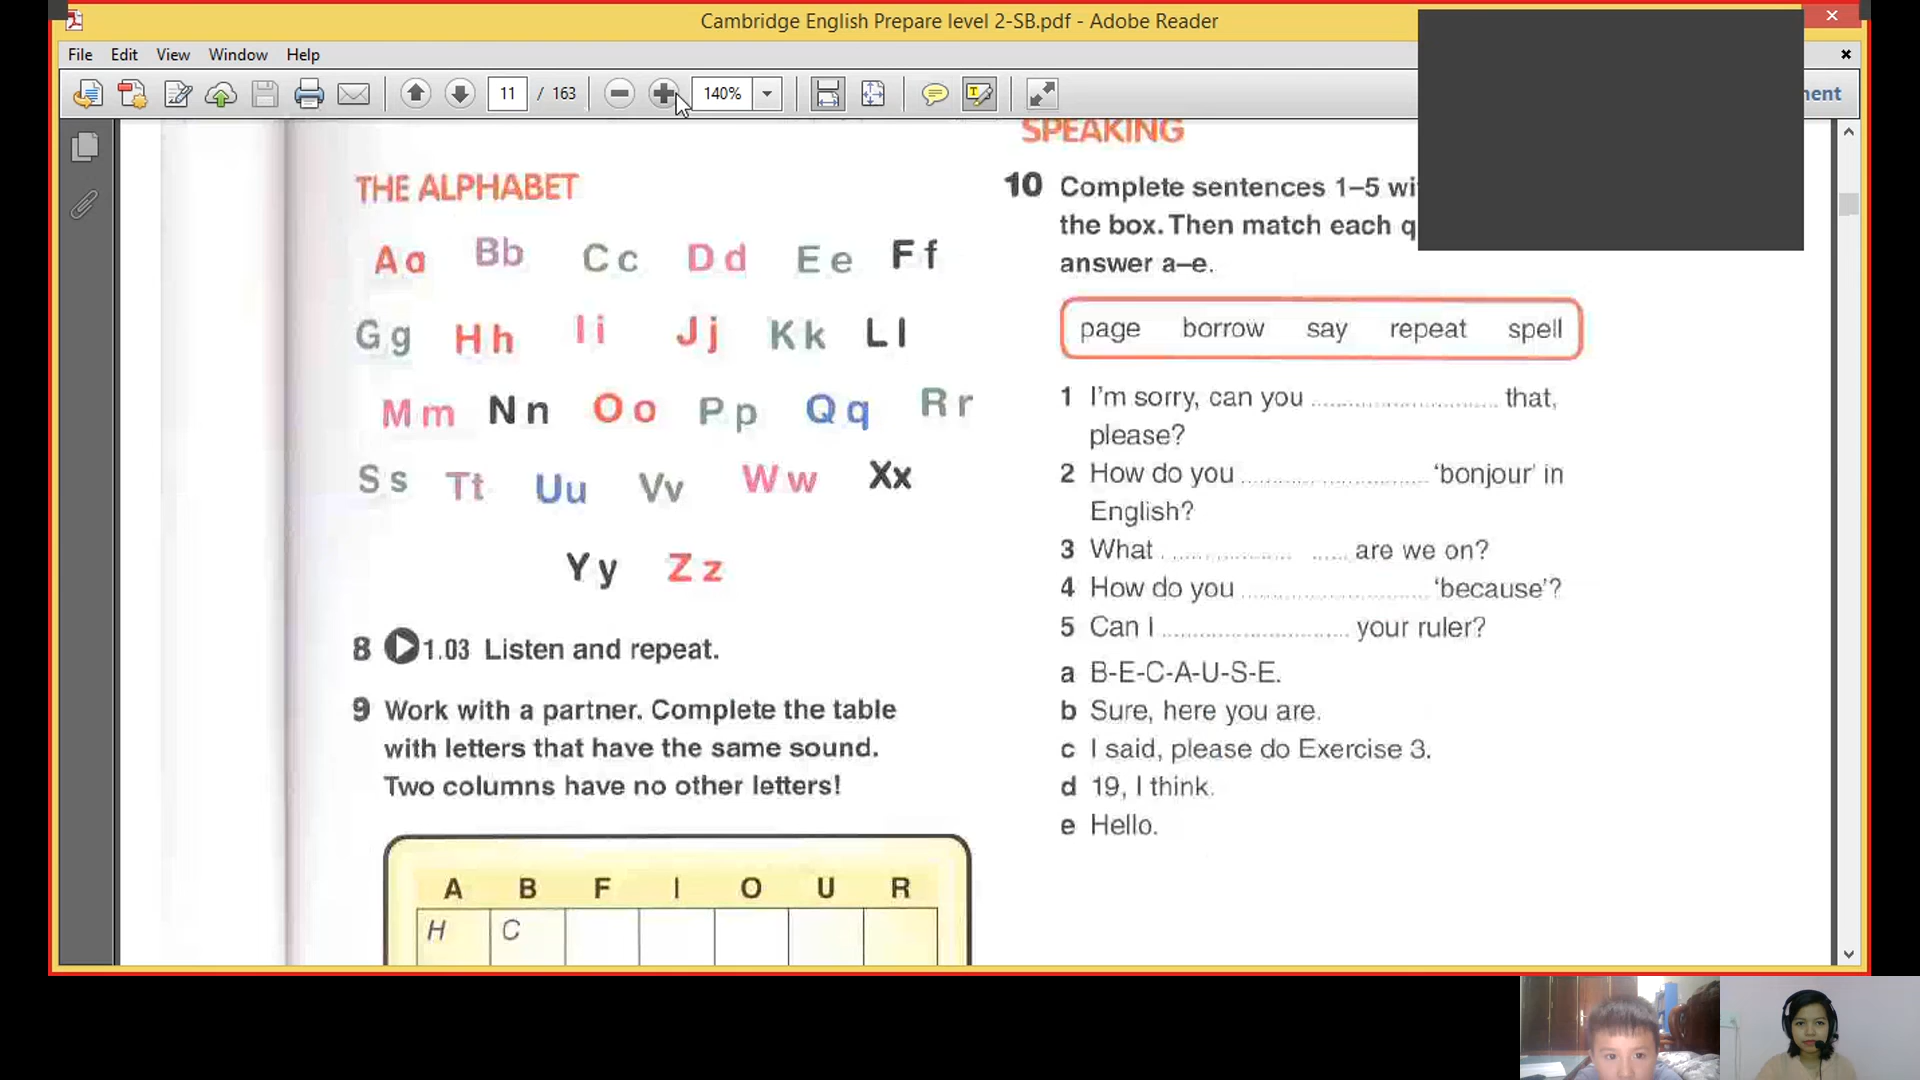 Cambridge English Prepare level 2-SB.pdf - Adobe Reader
File Edit View Window Help
11 / 163 140%
THE ALPHABET
Aa Bb Cc Dd Ee Ff
Gg Hh Ii Jj Kk Ll
Mm Nn Oo Pp Qq Rr
Ss Tt Uu Vv Ww Xx
Yy Zz
8 1.03 Listen and repeat.
9 Work with a partner. Complete the table
with letters that have the same sound.
Two columns have no other letters!
A B F I O U R
H C
SPEAKING
10 Complete sentences 1–5
the box. Then match each
answer a–e.
page borrow say repeat spell
1 I'm sorry, can you .......................... that,
please?
2 How do you .......................... 'bonjour' in
English?
3 What .......................... are we on?
4 How do you .......................... 'because'?
5 Can I .......................... your ruler?
a B-E-C-A-U-S-E.
b Sure, here you are.
c I said, please do Exercise 3.
d 19, I think.
e Hello.